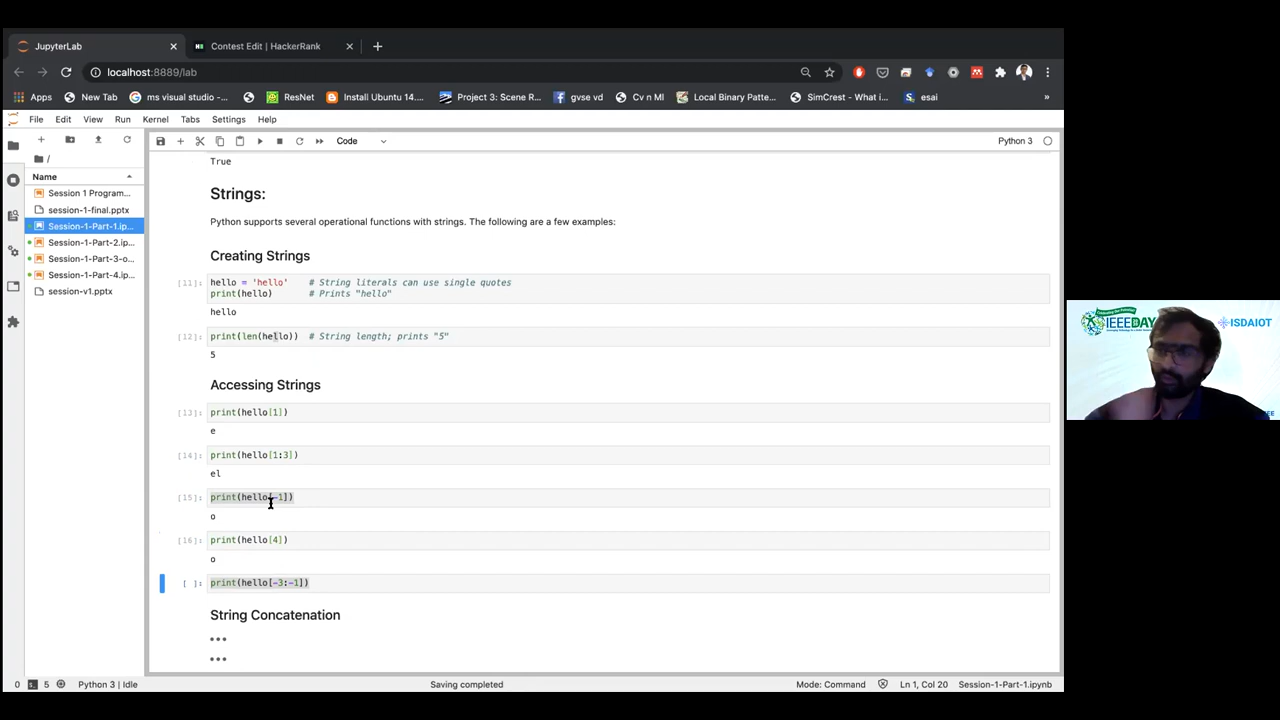 JupyterLab
Contest Edit | HackerRank
localhost:8889/lab
Apps
New Tab
ms visual studio -...
ResNet
Install Ubuntu 14....
Project 3: Scene R...
gvse vd
Cv n Ml
Local Binary Patte...
SimCrest - What i...
esai
»
File Edit View Run Kernel Tabs Settings Help
Code
Python 3
/
Name
Session 1 Program...
session-1-final.pptx
Session-1-Part-1.ip...
Session-1-Part-2.ip...
Session-1-Part-3-o...
Session-1-Part-4.ip...
session-v1.pptx
True
Strings:
Python supports several operational functions with strings. The following are a few examples:
Creating Strings
[11]: hello = 'hello' # String literals can use single quotes
print(hello) # Prints "hello"
hello
[12]: print(len(hello)) # String length; prints "5"
5
Accessing Strings
[13]: print(hello[1])
e
[14]: print(hello[1:3])
el
[15]: print(hello[-1])
o
[16]: print(hello[4])
o
[ ]: print(hello[-3:-1])
String Concatenation
0 5 Python 3 | Idle
Saving completed
Mode: Command
Ln 1, Col 20
Session-1-Part-1.ipynb
IEEEDAY
ISDAIOT